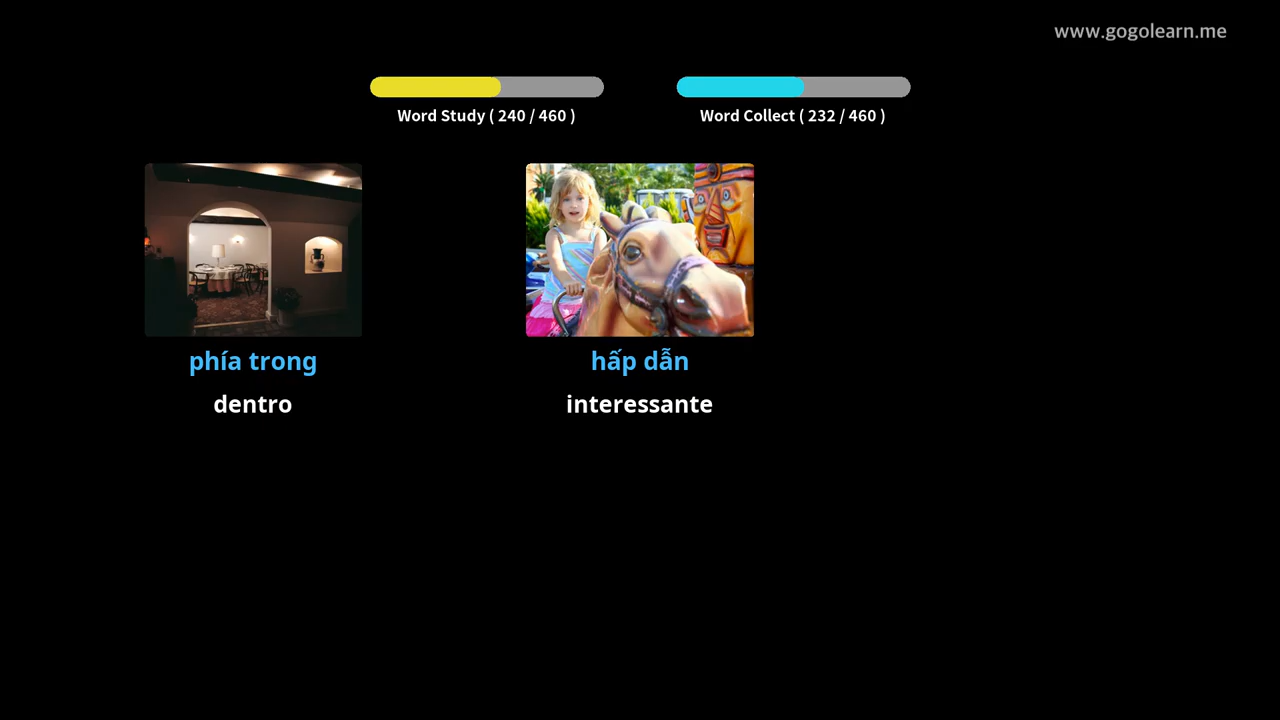 www.gogolearn.me
Word Study ( 240 / 460 )
Word Collect ( 232 / 460 )
phía trong
hấp dẫn
dentro
interessante